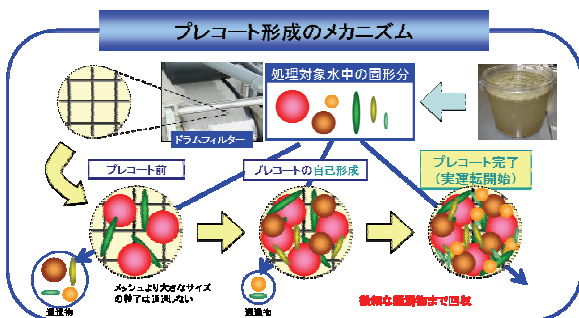 プレコート形成のメカニズム
処理対象水中の固形分
ドラムフィルター
プレコート前
プレコートの自己形成
プレコート完了
（実運転開始）
メッシュより大きなサイズ
の粒子は通過しない
通過物
通過物
微細な懸濁物まで回収